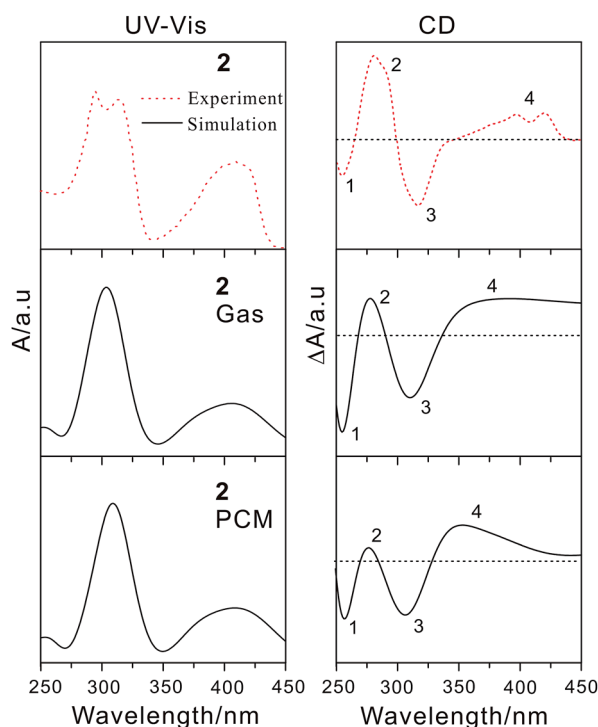 UV-Vis
CD
2
Experiment
Simulation
2
4
1
3
A/a.u
ΔA/a.u
2
Gas
2
4
1
3
2
PCM
2
4
1
3
250 300 350 400 450
250 300 350 400 450
Wavelength/nm
Wavelength/nm